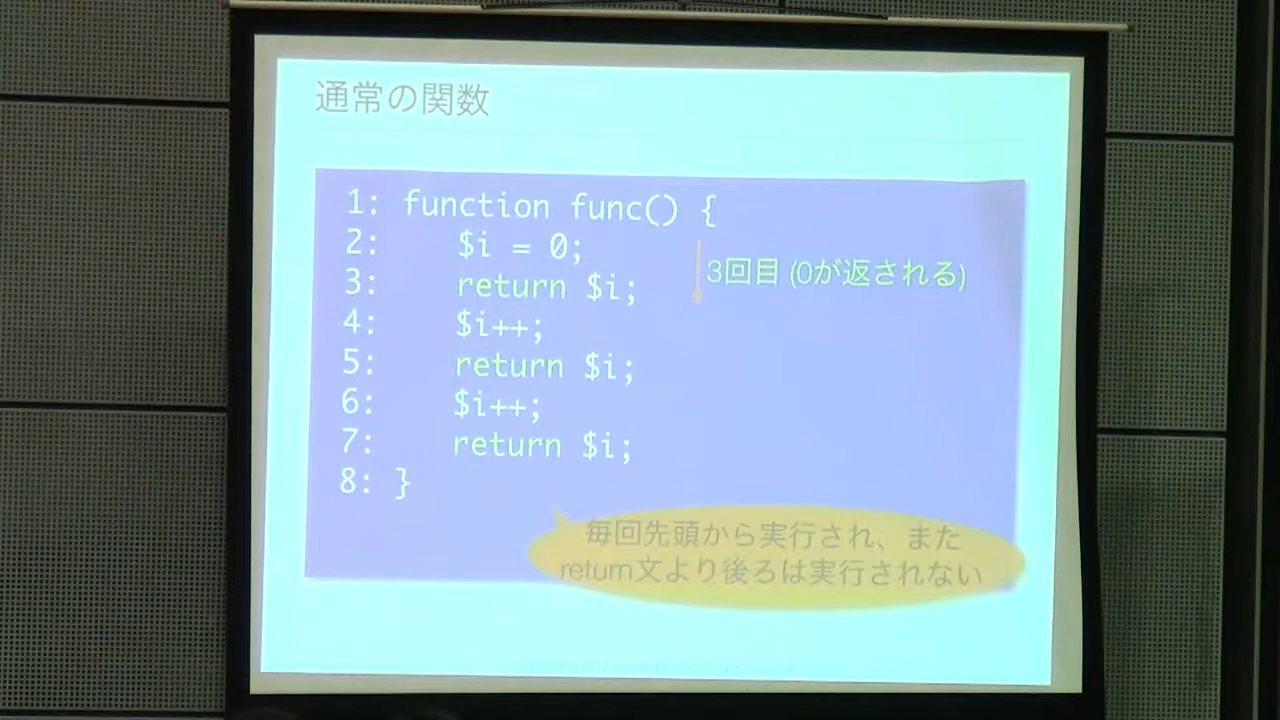 通常の関数
1: function func() {
2: $i = 0;
3: return $i;
3回目 (0が返される)
4: $i++;
5: return $i;
6: $i++;
7: return $i;
8: }
毎回先頭から実行され、また
return文より後ろは実行されない